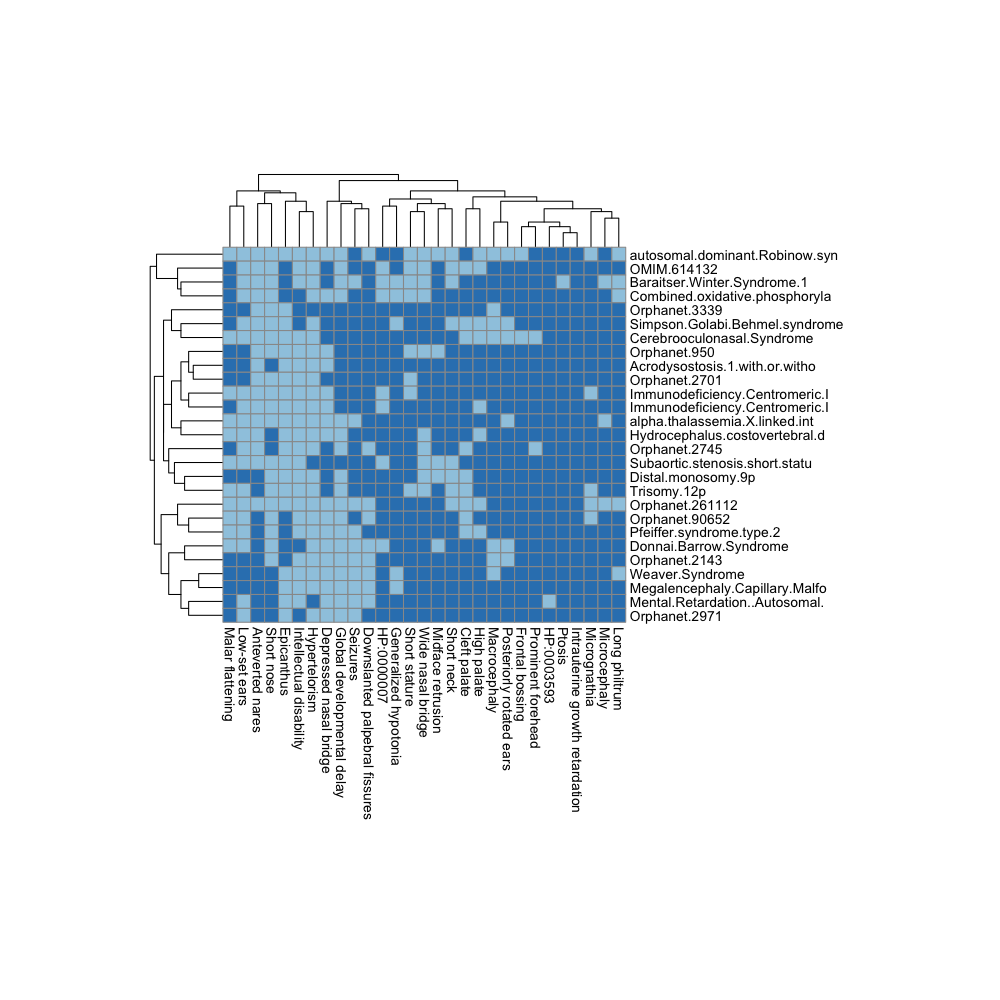 autosomal.dominant.Robinow.syn
OMIM.614132
Baraitser.Winter.Syndrome.1
Combined.oxidative.phosphoryla
Orphanet.3339
Simpson.Golabi.Behmel.syndrome
Cerebrooculonasal.Syndrome
Orphanet.950
Acrodysostosis.1.with.or.witho
Orphanet.2701
Immunodeficiency.Centromeric.I
Immunodeficiency.Centromeric.I
alpha.thalassemia.X.linked.int
Hydrocephalus.costovertebral.d
Orphanet.2745
Subaortic.stenosis.short.statu
Distal.monosomy.9p
Trisomy.12p
Orphanet.261112
Orphanet.90652
Pfeiffer.syndrome.type.2
Donnai.Barrow.Syndrome
Orphanet.2143
Weaver.Syndrome
Megalencephaly.Capillary.Malfo
Mental.Retardation..Autosomal.
Orphanet.2971
Malar flattening
Low-set ears
Anteverted nares
Short nose
Epicanthus
Intellectual disability
Hypertelorism
Depressed nasal bridge
Global developmental delay
Seizures
Downslanted palpebral fissures
HP:0000007
Generalized hypotonia
Short stature
Wide nasal bridge
Midface retrusion
Short neck
Cleft palate
High palate
Macrocephaly
Posteriorly rotated ears
Frontal bossing
Prominent forehead
HP:0003593
Ptosis
Intrauterine growth retardation
Micrognathia
Microcephaly
Long philtrum